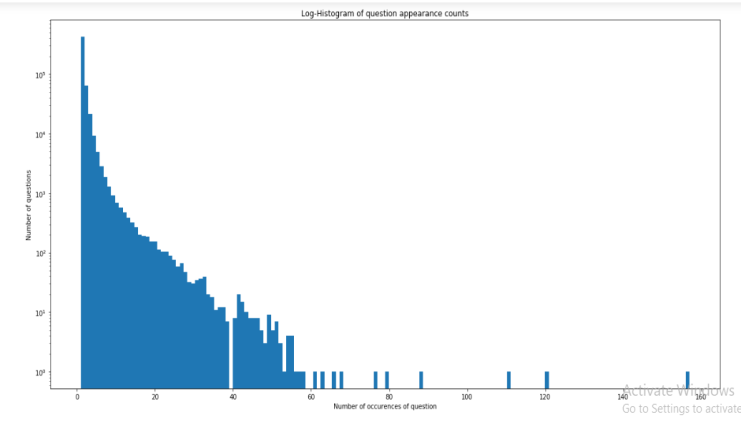 Log-Histogram of question appearance counts
Number of questions
10⁵
10⁴
10³
10²
10¹
10⁰
0 20 40 60 80 100 120 140 160
Number of occurences of question
Activate Windows
Go to Settings to activate